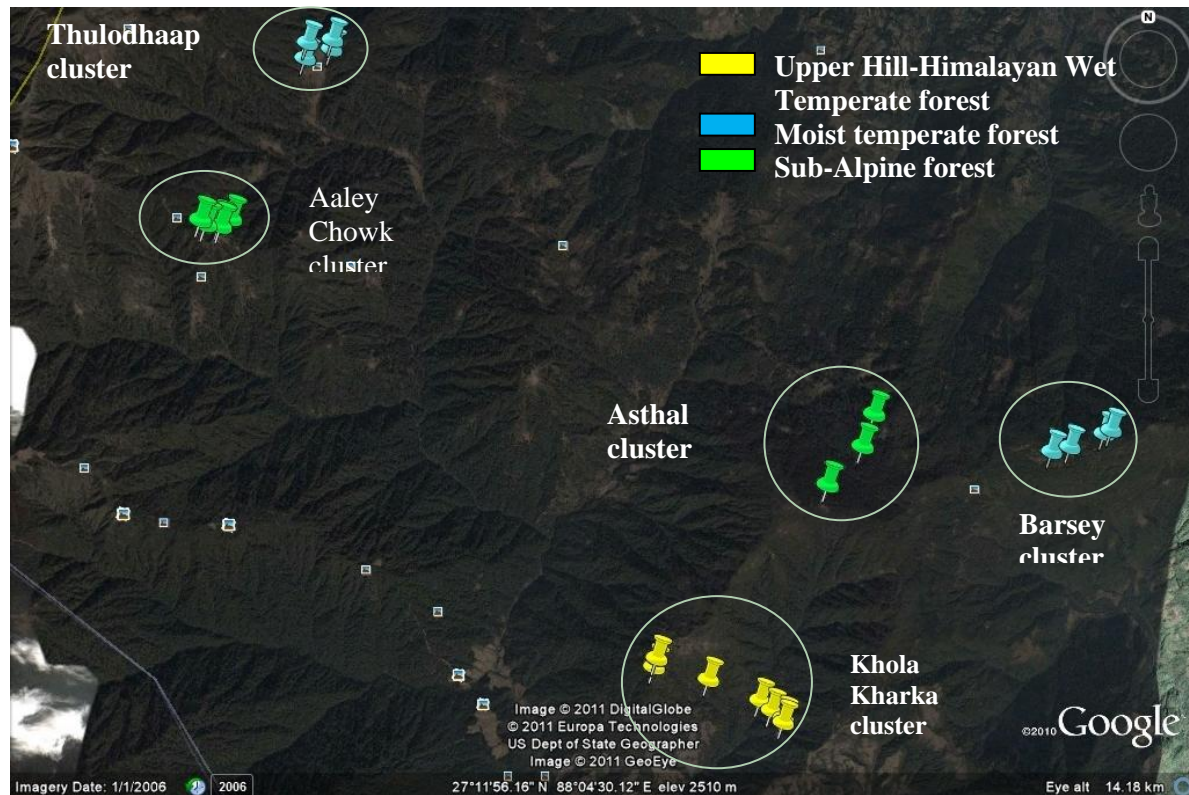 Thulodhaap
cluster
N
Upper Hill-Himalayan Wet
Temperate forest
Moist temperate forest
Sub-Alpine forest
Aaley
Chowk
cluster
Asthal
cluster
Barsey
cluster
Khola
Kharka
cluster
Image © 2011 DigitalGlobe
© 2011 Europa Technologies
US Dept of State Geographer
Image © 2011 GeoEye
©2010 Google
Imagery Date: 1/1/2006 2006 27°11'56.16" N 88°04'30.12" E elev 2510 m Eye alt 14.18 km